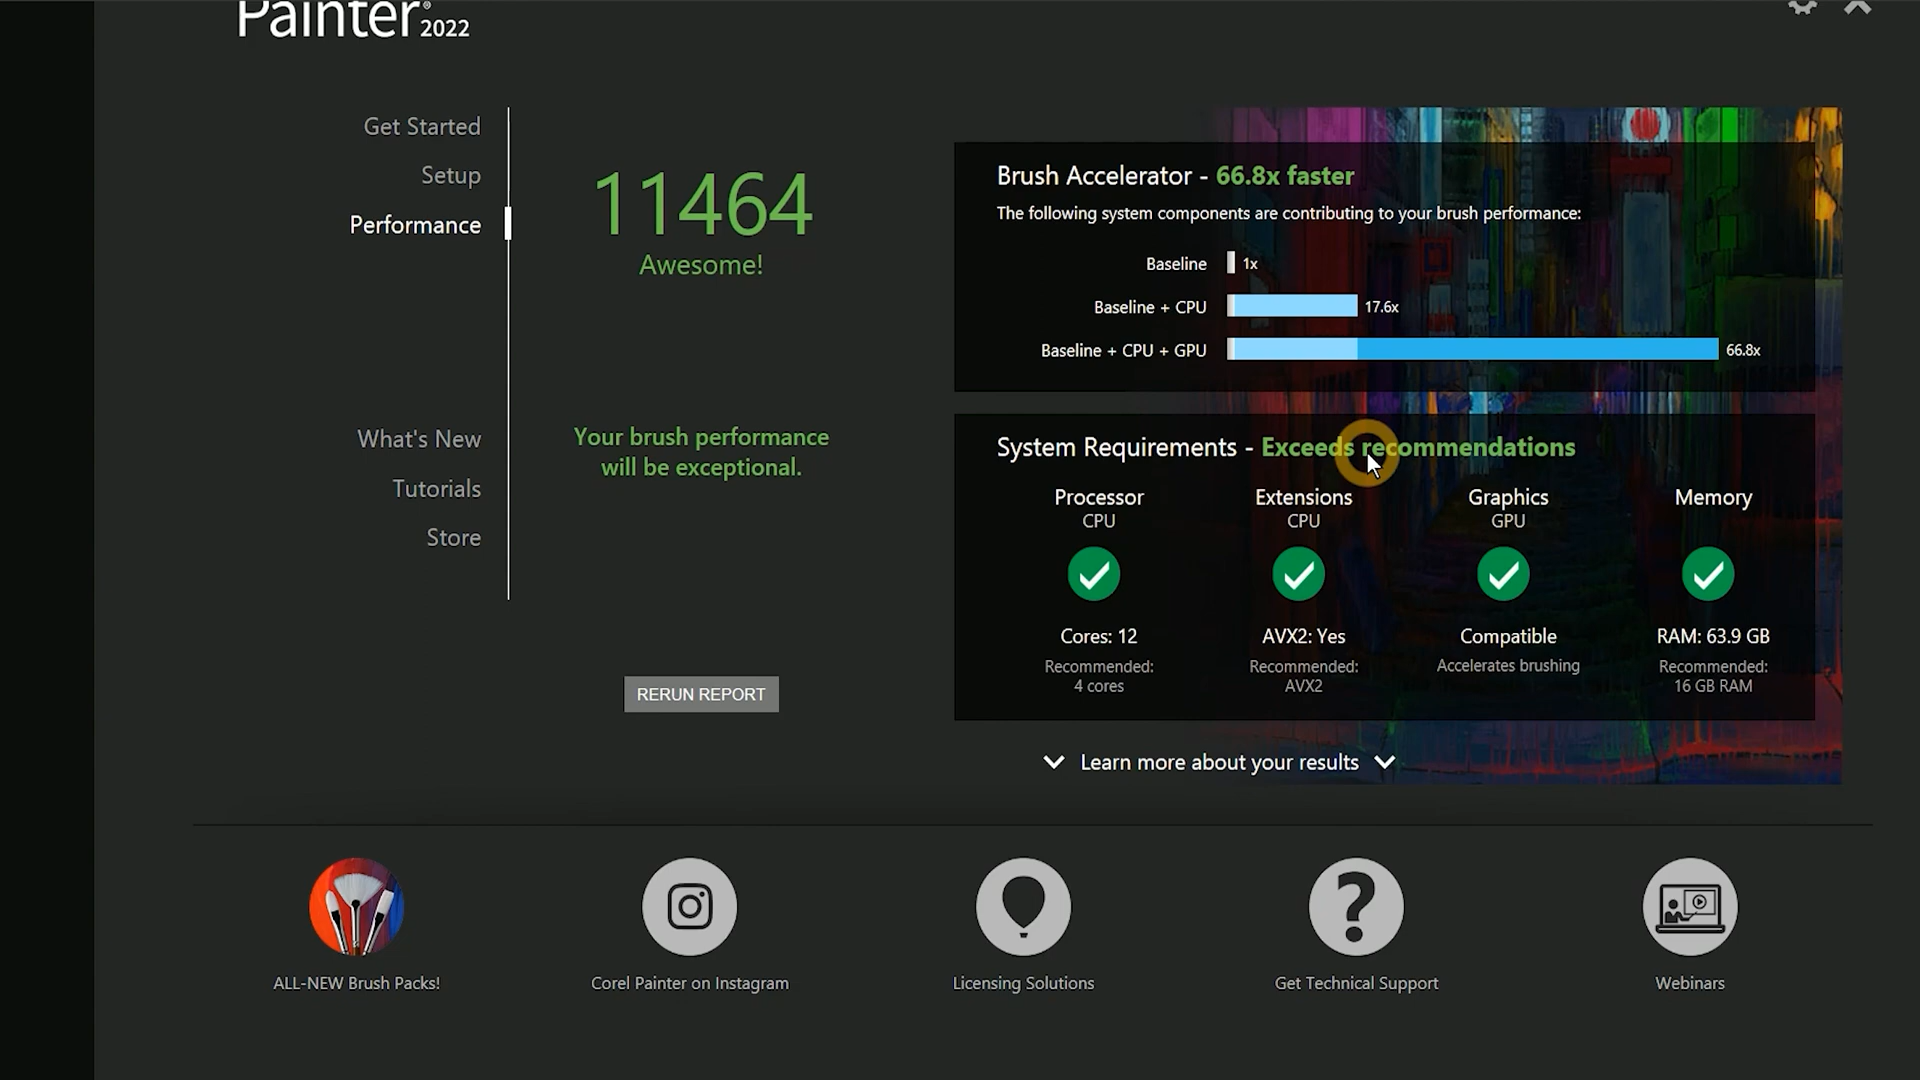 Painter® 2022
Get Started
Setup
Performance
What's New
Tutorials
Store
11464
Awesome!
Your brush performance
will be exceptional.
RERUN REPORT
Brush Accelerator - 66.8x faster
The following system components are contributing to your brush performance:
Baseline 1x
Baseline + CPU 17.6x
Baseline + CPU + GPU 66.8x
System Requirements - Exceeds recommendations
Processor Extensions Graphics Memory
CPU CPU GPU
Cores: 12 AVX2: Yes Compatible RAM: 63.9 GB
Recommended: Recommended: Accelerates brushing Recommended:
4 cores AVX2 16 GB RAM
Learn more about your results
ALL-NEW Brush Packs! Corel Painter on Instagram Licensing Solutions Get Technical Support Webinars